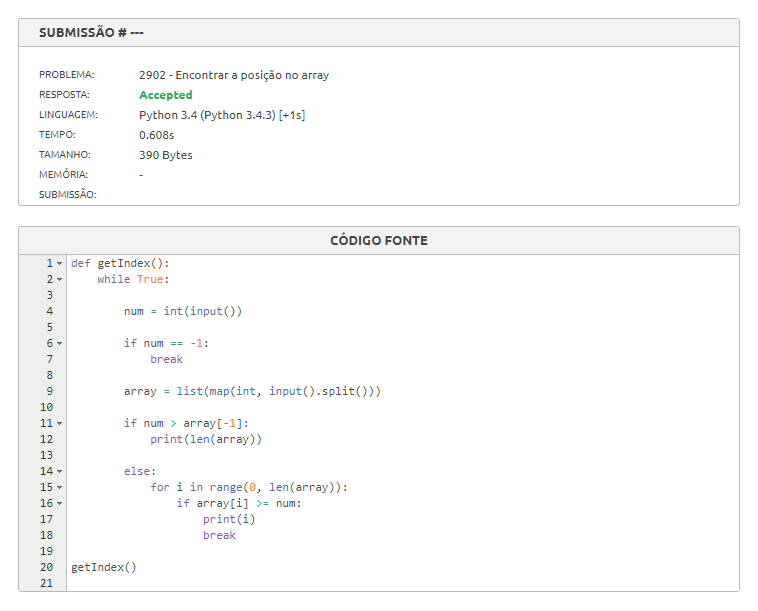 SUBMISSÃO # ---
PROBLEMA: 2902 - Encontrar a posição no array
RESPOSTA: Accepted
LINGUAGEM: Python 3.4 (Python 3.4.3) [+1s]
TEMPO: 0.608s
TAMANHO: 390 Bytes
MEMÓRIA: -
SUBMISSÃO:
CÓDIGO FONTE
1 def getIndex():
2     while True:
3
4         num = int(input())
5
6         if num == -1:
7             break
8
9         array = list(map(int, input().split()))
10
11         if num > array[-1]:
12             print(len(array))
13
14         else:
15             for i in range(0, len(array)):
16                 if array[i] >= num:
17                     print(i)
18                     break
19
20 getIndex()
21